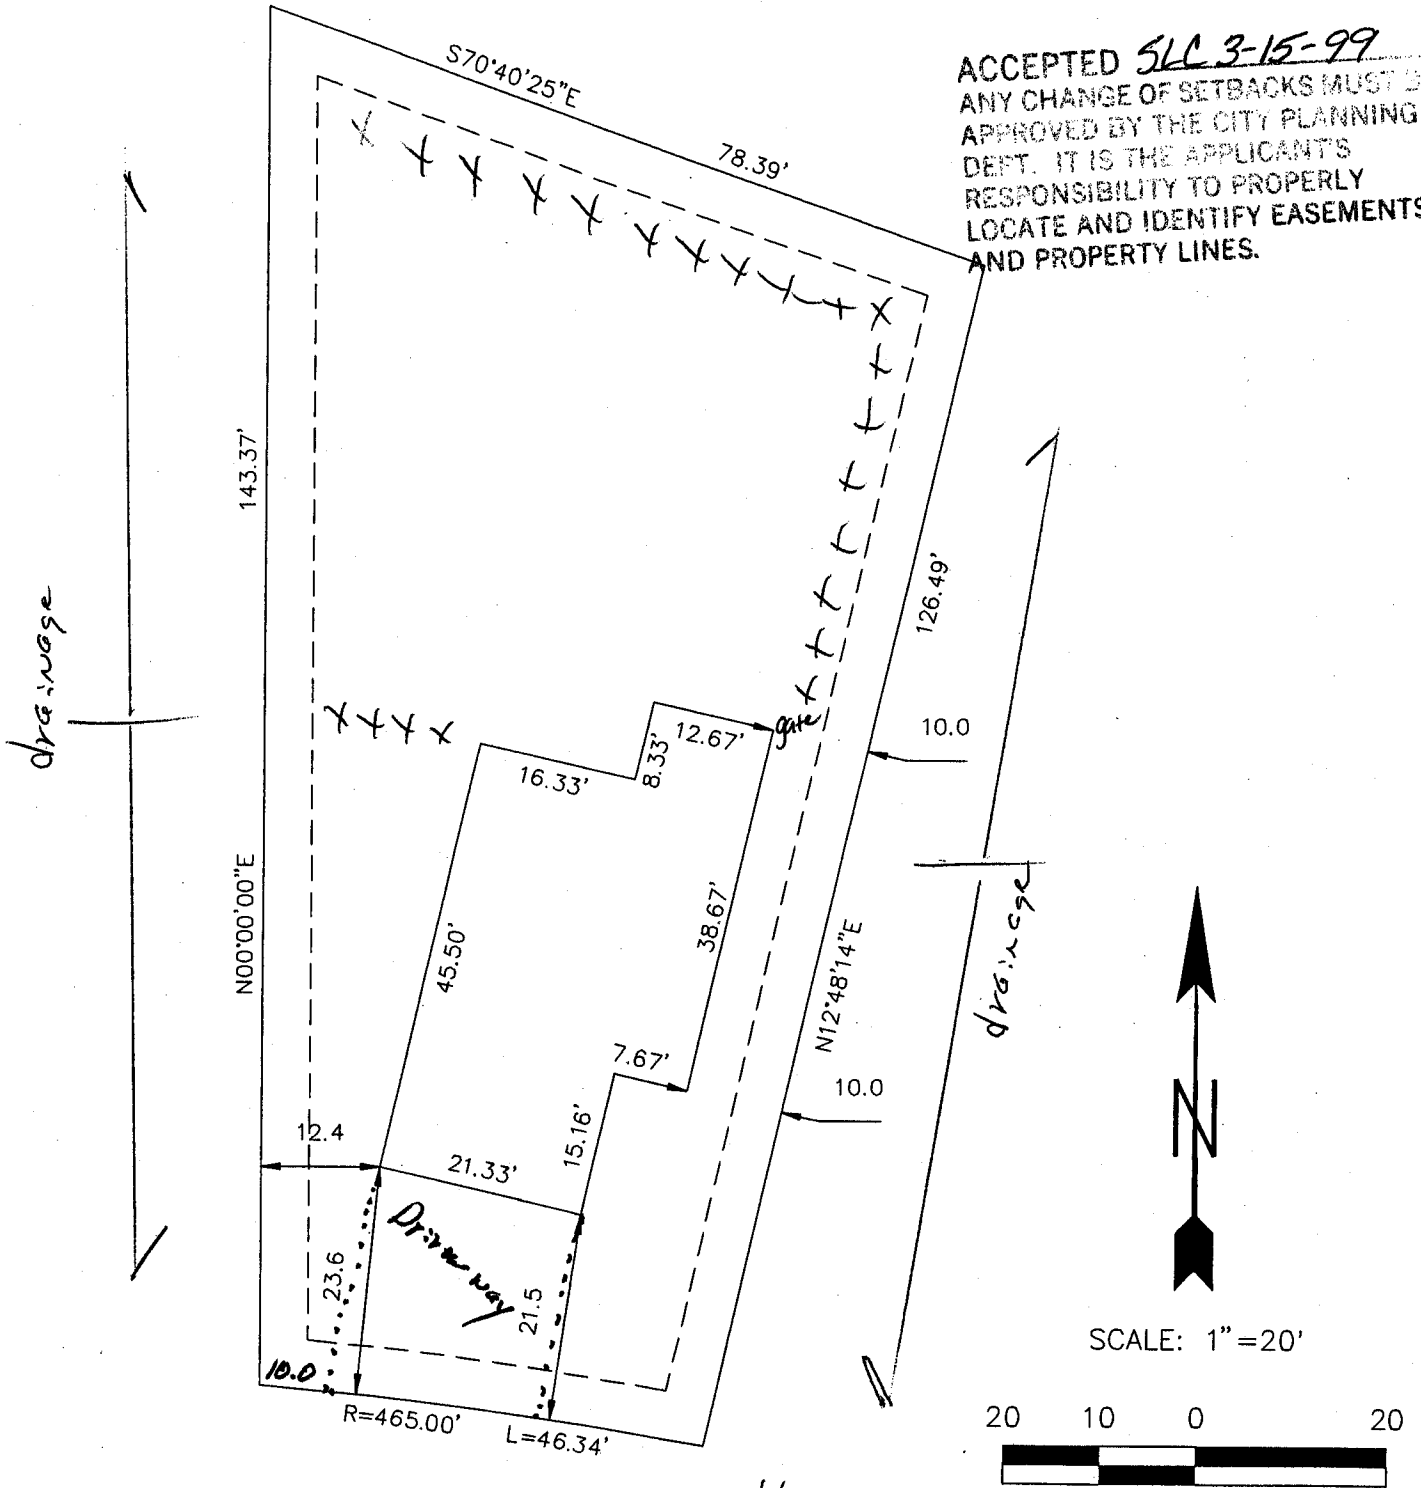 S70°40'25"E
78.39'
ACCEPTED SLC 3-15-99
ANY CHANGE OF SETBACKS MUST
APPROVED BY THE CITY PLANNING
DEPT. IT IS THE APPLICANT'S
RESPONSIBILITY TO PROPERLY
LOCATE AND IDENTIFY EASEMENTS
AND PROPERTY LINES.
143.37'
126.49'
drainage
gate
12.67'
8.33'
16.33'
10.0
N00°00'00"E
45.50'
38.67'
N12°48'14"E
drainage
7.67'
10.0
15.16'
12.4
21.33'
Driveway
23.6
21.5
10.0
R=465.00'
L=46.34'
N
SCALE: 1"=20'
20 10 0 20